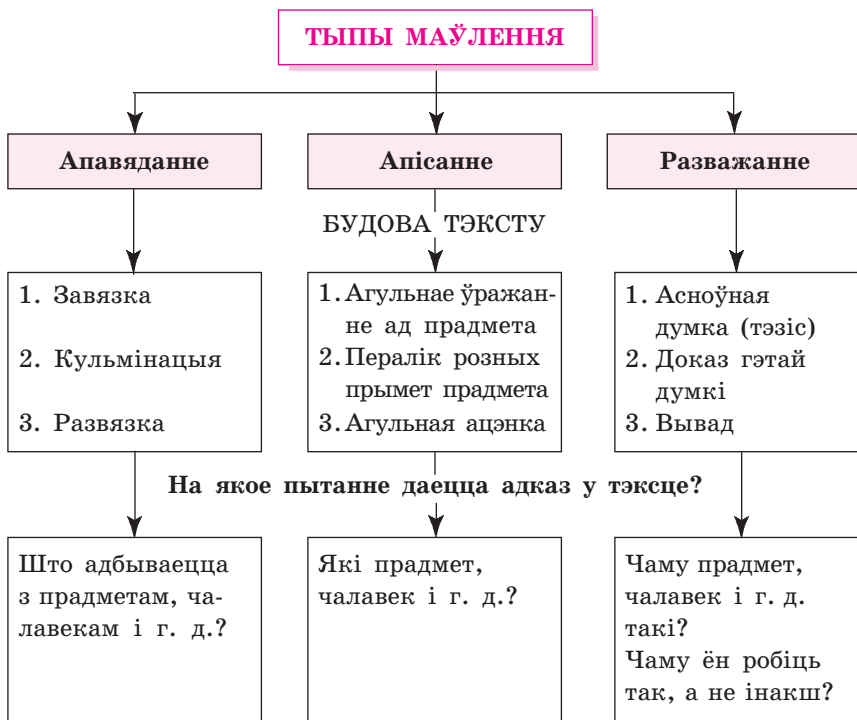 ТЫПЫ МАЎЛЕННЯ
Апавяданне
Апісанне
Разважанне
БУДОВА ТЭКСТУ
1. Завязка
2. Кульмінацыя
3. Развязка
1. Агульнае ўражан-
не ад прадмета
2. Пералік розных
прымет прадмета
3. Агульная ацэнка
1. Асноўная
думка (тэзіс)
2. Доказ гэтай
думкі
3. Вывад
На якое пытанне даецца адказ у тэксце?
Што адбываецца
з прадметам, ча-
лавекам і г. д.?
Які прадмет,
чалавек і г. д.?
Чаму прадмет,
чалавек і г. д.
такі?
Чаму ён робіць
так, а не інакш?